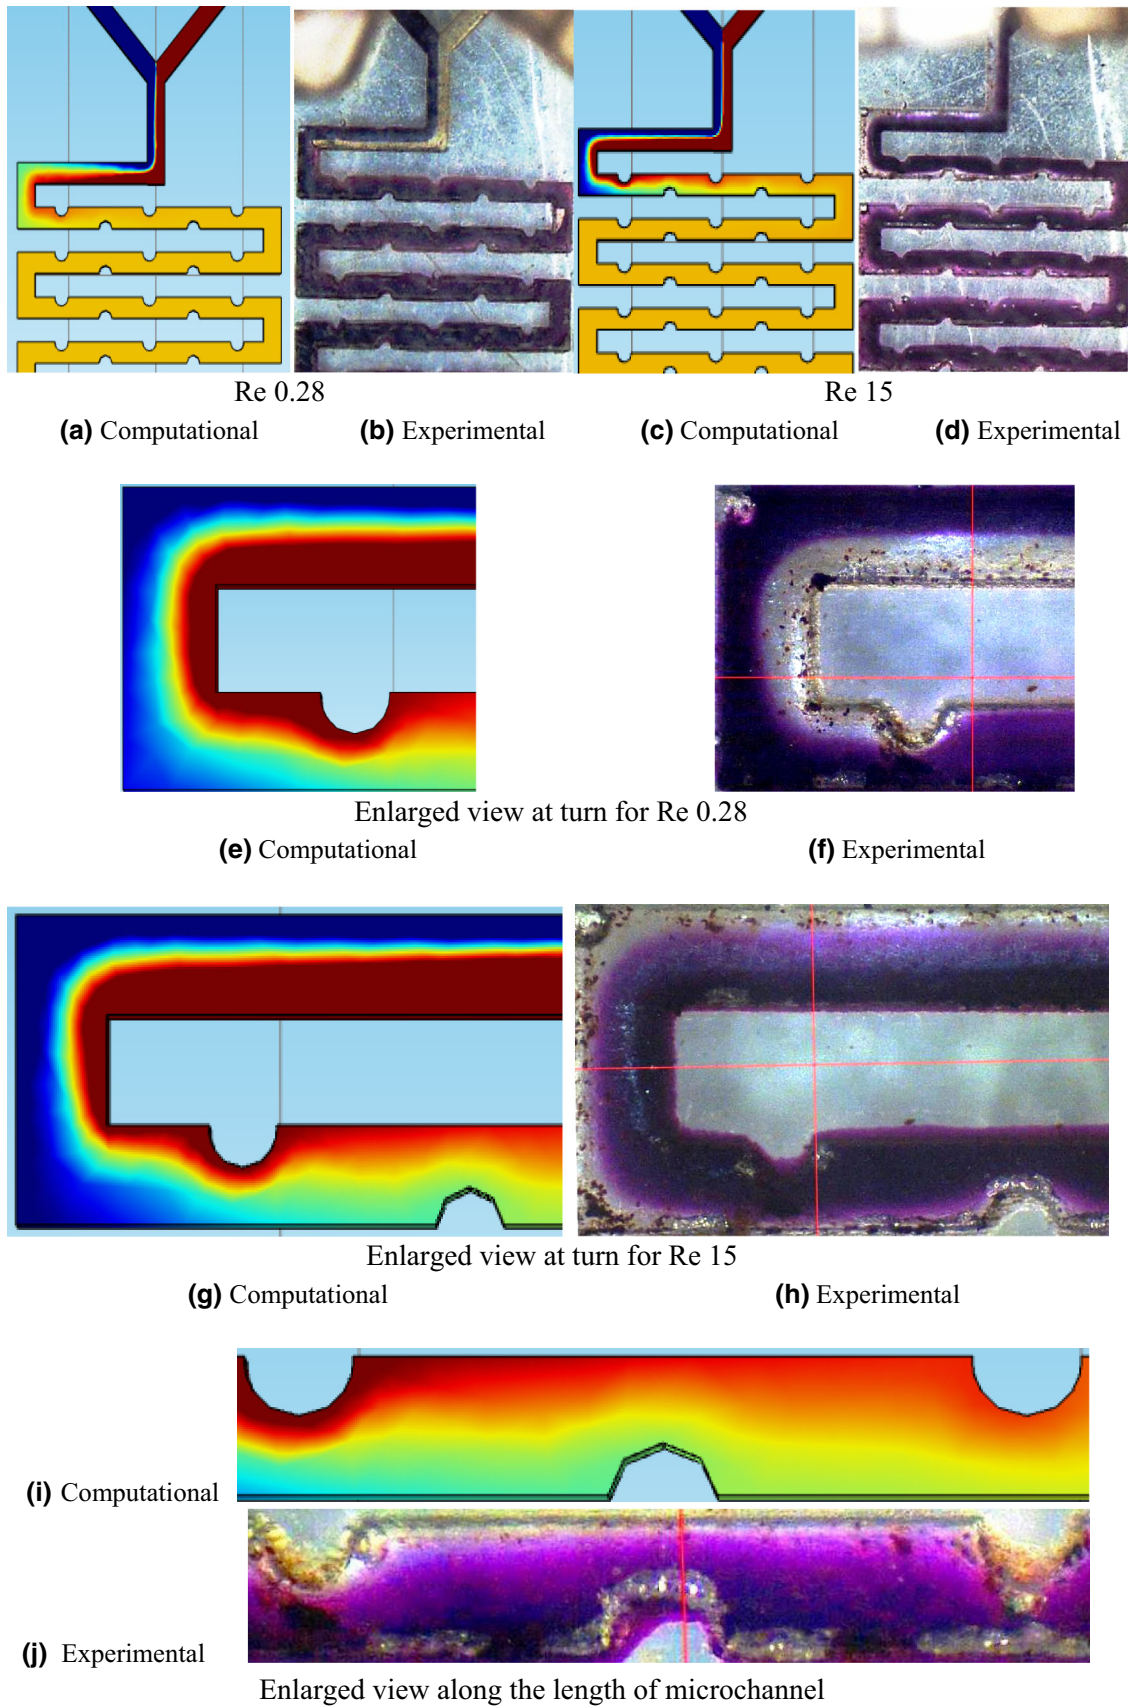 Re 0.28
Re 15
(a) Computational
(b) Experimental
(c) Computational
(d) Experimental
Enlarged view at turn for Re 0.28
(e) Computational
(f) Experimental
Enlarged view at turn for Re 15
(g) Computational
(h) Experimental
(i) Computational
(j) Experimental
Enlarged view along the length of microchannel